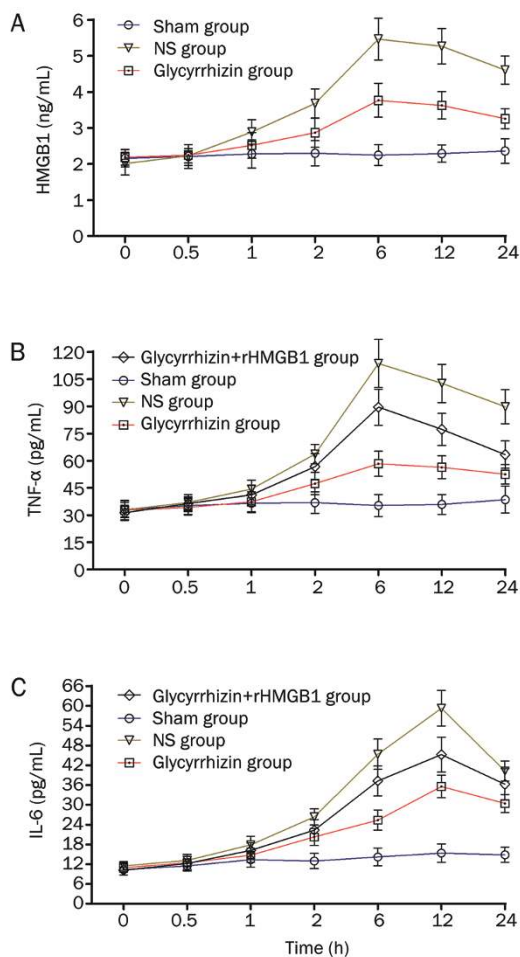 A
Sham group
NS group
Glycyrrhizin group
HMGB1 (ng/mL)
6
5
4
3
2
1
0
0 0.5 1 2 6 12 24
B
Glycyrrhizin+rHMGB1 group
Sham group
NS group
Glycyrrhizin group
TNF-α (pg/mL)
120
105
90
75
60
45
30
15
0
0 0.5 1 2 6 12 24
C
Glycyrrhizin+rHMGB1 group
Sham group
NS group
Glycyrrhizin group
IL-6 (pg/mL)
66
60
54
48
42
36
30
24
18
12
6
0
0 0.5 1 2 6 12 24
Time (h)